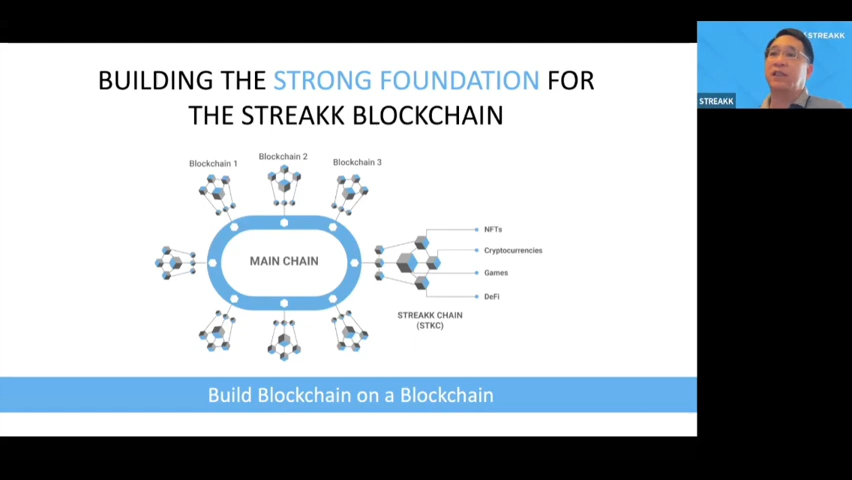 BUILDING THE STRONG FOUNDATION FOR
THE STREAKK BLOCKCHAIN
Blockchain 1
Blockchain 2
Blockchain 3
MAIN CHAIN
NFTs
Cryptocurrencies
Games
DeFi
STREAKK CHAIN
(STKC)
Build Blockchain on a Blockchain
STREAKK
STREAKK